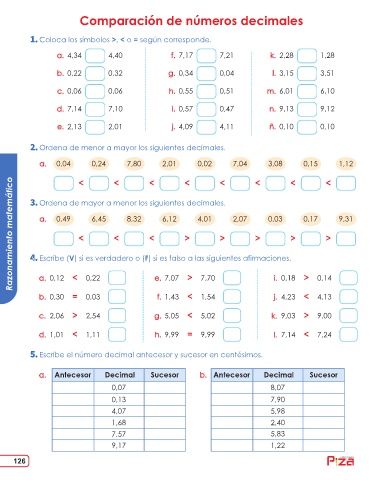 Comparación de números decimales
1. Coloca los símbolos >, < o = según corresponde.
a. 4,34 4,40 f. 7,17 7,21 k. 2,28 1,28
b. 0,22 0,32 g. 0,34 0,04 l. 3,15 3,51
c. 0,06 0,06 h. 0,55 0,51 m. 6,01 6,10
d. 7,14 7,10 i. 0,57 0,47 n. 9,13 9,12
e. 2,13 2,01 j. 4,09 4,11 ñ. 0,10 0,10
2. Ordena de menor a mayor los siguientes decimales.
a. 0,04 0,24 7,80 2,01 0,02 7,04 3,08 0,15 1,12
< < < < < < < <
3. Ordena de mayor a menor los siguientes decimales.
a. 0,49 6,45 8,32 6,12 4,01 2,07 0,03 0,17 9,31
< < < > > > > >
4. Escribe (V) si es verdadero o (F) si es falso a las siguientes afirmaciones.
a. 0,12 < 0,22 e. 7,07 > 7,70 i. 0,18 > 0,14
b. 0,30 = 0,03 f. 1,43 < 1,54 j. 4,23 < 4,13
c. 2,06 > 2,54 g. 5,05 < 5,02 k. 9,03 > 9,00
d. 1,01 < 1,11 h. 9,99 = 9,99 l. 7,14 < 7,24
5. Escribe el número decimal antecesor y sucesor en centésimos.
a. Antecesor Decimal Sucesor b. Antecesor Decimal Sucesor
0,07 8,07
0,13 7,90
4,07 5,98
1,68 2,40
7,57 5,83
9,17 1,22
Razonamiento matemático
126